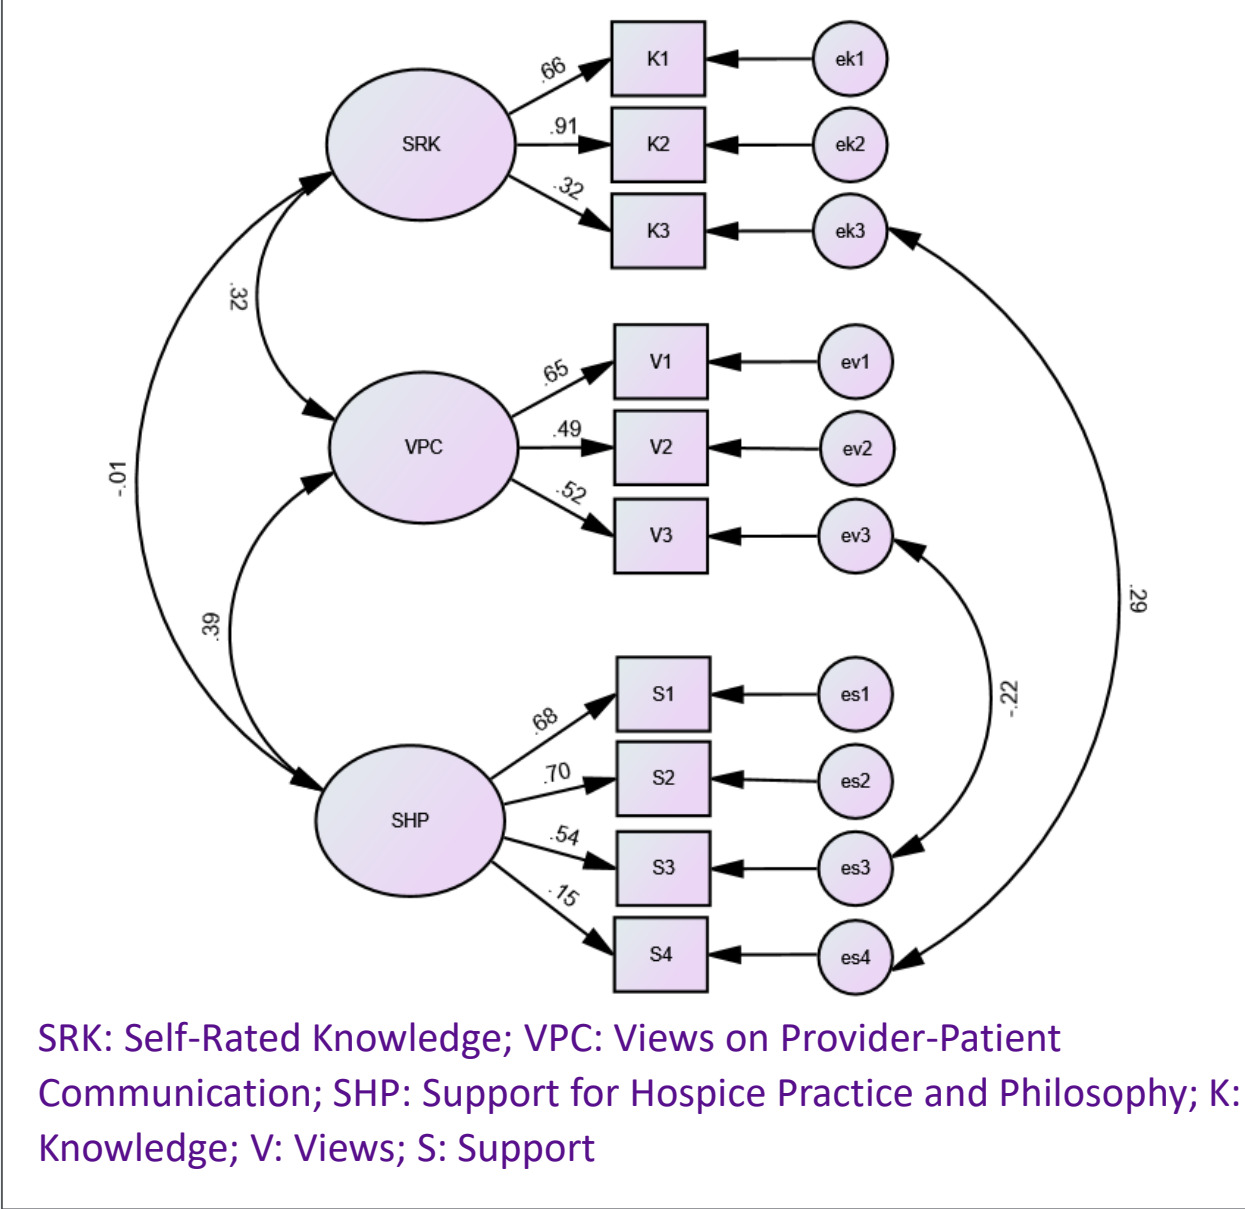 K1
ek1
.66
.91
K2
ek2
SRK
.32
K3
ek3
.32
V1
ev1
.65
.49
V2
ev2
VPC
.52
V3
ev3
-.01
.39
.29
-.22
S1
es1
.68
.70
S2
es2
SHP
.54
S3
es3
.15
S4
es4
SRK: Self-Rated Knowledge; VPC: Views on Provider-Patient
Communication; SHP: Support for Hospice Practice and Philosophy; K:
Knowledge; V: Views; S: Support